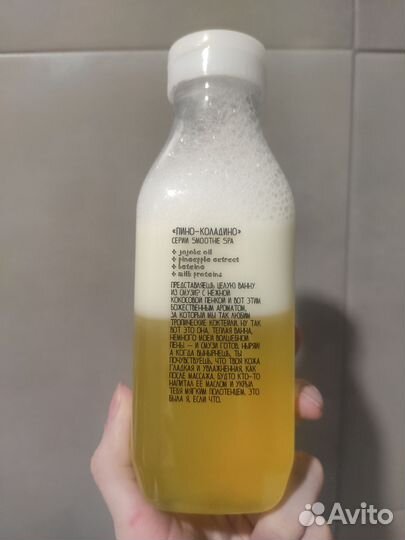 «ПИНО-КОЛАДИНО»
СЕРИИ SMOOTHIE SPA
+ jojoba oil
+ pineapple extract
+ kateina
+ milk proteins
ПРЕДСТАВЛЯЕШЬ ЦЕЛУЮ ВАННУ
ИЗ СМУЗИ? С НЕЖНОЙ
КОКОСОВОЙ ПЕНКОЙ И ВОТ ЭТИМ
БОЖЕСТВЕННЫМ АРОМАТОМ,
ЗА КОТОРЫЙ МЫ ТАК ЛЮБИМ
ТРОПИЧЕСКИЕ КОКТЕЙЛИ. НУ ТАК
ВОТ ЭТО ОНА. ТЕПЛАЯ ВАННА,
НЕМНОГО МОЕЙ ВОЛШЕБНОЙ
ПЕНЫ – И СМУЗИ ГОТОВ. НЫРЯЙ!
А КОГДА ВЫНЫРНЕШЬ, ТЫ
ПОЧУВСТВУЕШЬ, ЧТО ТВОЯ КОЖА
ГЛАДКАЯ И УВЛАЖНЕННАЯ, КАК
ПОСЛЕ МАССАЖА. БУДТО КТО-ТО
НАПИТАЛ ЕЕ МАСЛОМ И УКРЫЛ
ТЕБЯ МЯГКИМ ПОЛОТЕНЦЕМ. ЭТО
БЫЛА Я, ЕСЛИ ЧТО.
Avito